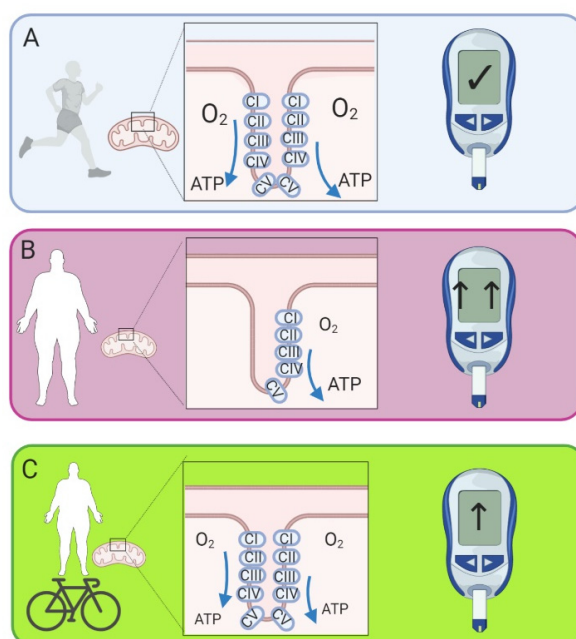 A
CI CI
O₂ CII CII O₂
CIII CIII
CIV CIV
ATP CV CV ATP
✓
B
CI O₂
CII
CIII
CIV
CV ATP
↑ ↑
C
O₂ CI CI O₂
CII CII
CIII CIII
CIV CIV
ATP CV CV ATP
↑